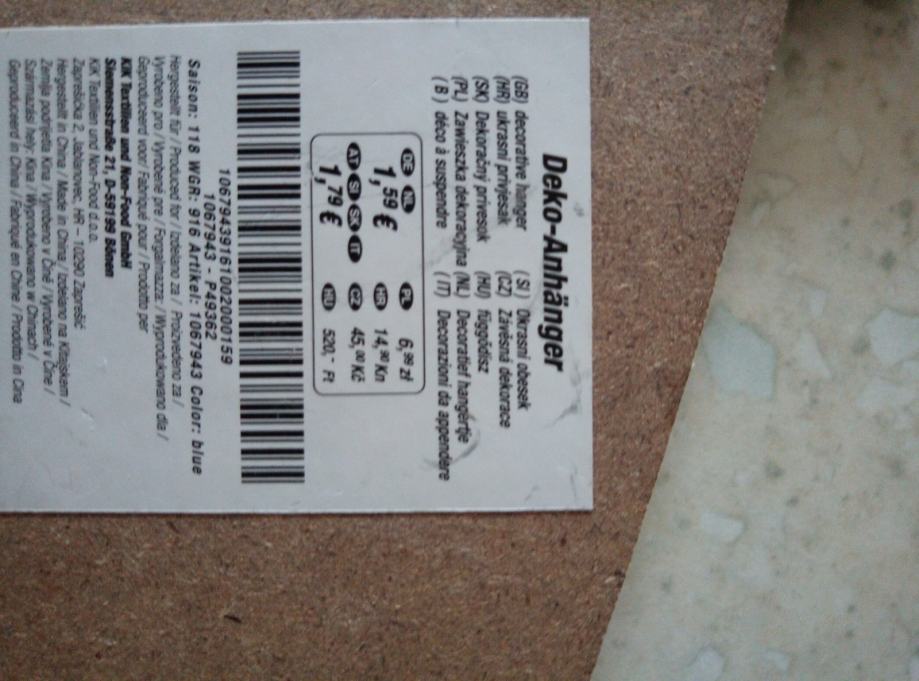 Deko-Anhänger
(GB) decorative hanger (SI) Okrasni obesek
(HR) ukrasni privjesak (CZ) Závěsná dekorace
(SK) Dekoračný prívesok (HU) függődísz
(PL) Zawieszka dekoracyjna (NL) Decoratief hangertje
(B) déco à suspendre (IT) Decorazioni da appendere
DE NL PL 6,99 zł
1,59 € HR 14,90 Kn
AT SI SK IT CZ 45,00 Kč
1,79 € HU 520,- Ft
10679439161002000159
1067943 - P49362
Saison: 118 WGR: 916 Artikel: 1067943 Color: blue
Hergestellt für / Produced for / Izdelano za / Proizvedeno za /
Vyrobeno pro / Vyrobené pre / Forgalmazza: / Wyprodukowano dla /
Geproduceerd voor/ Fabriqué pour / Prodotto per
KiK Textilien und Non-Food GmbH
Siemensstraße 21, D-59199 Bönen
KiK Textilien und Non-Food d.o.o.
Zaprešićka 2, Jablanovec, HR – 10290 Zaprešić
Hergestellt in China / Made in China / Izdelano na Kitajskem /
Zemlja podrijetla Kina / Vyrobeno v Číně / Vyrobené v Číne /
Származási hely: Kína / Wyprodukowano w Chinach /
Geproduceerd in China / Fabriqué en Chine / Prodotto in Cina